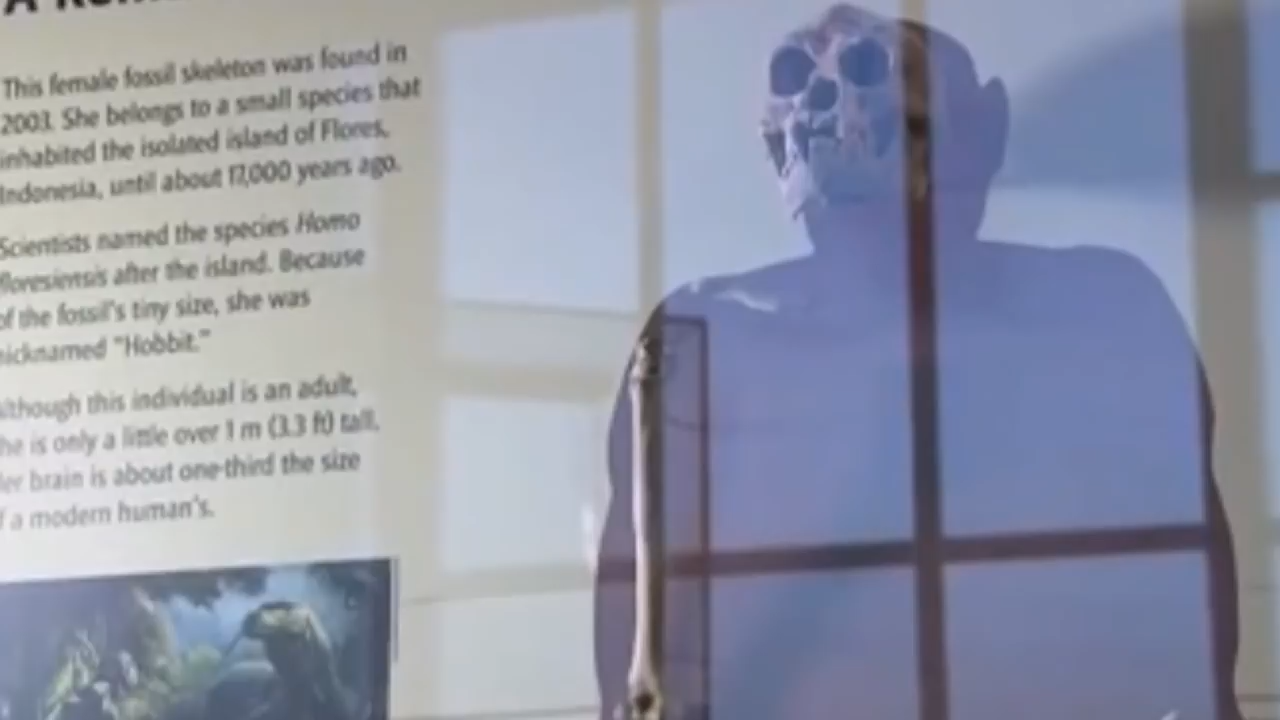 A
This female fossil skeleton was found in
2003. She belongs to a small species that
inhabited the isolated island of Flores,
Indonesia, until about 17,000 years ago.
Scientists named the species Homo
floresiensis after the island. Because
of the fossil's tiny size, she was
nicknamed "Hobbit."
Although this individual is an adult,
she is only a little over 1 m (3.3 ft) tall.
Her brain is about one-third the size
of a modern human's.